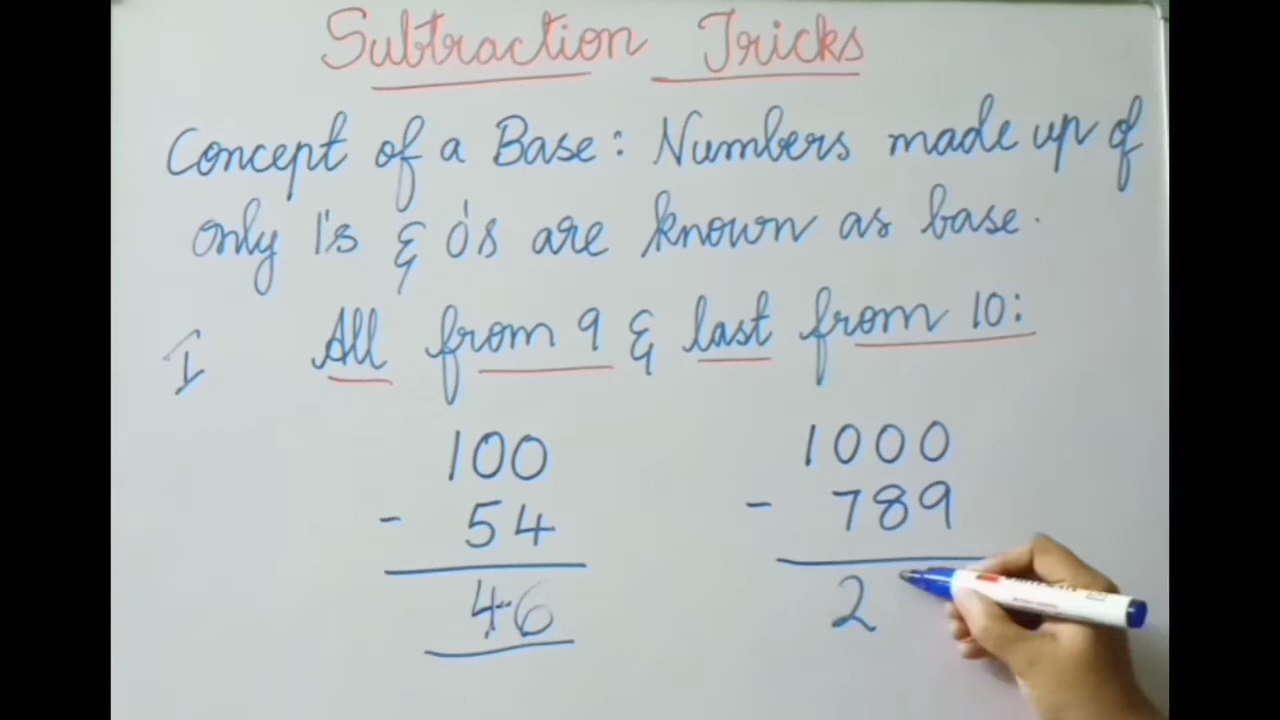 Subtraction Tricks
Concept of a Base: Numbers made up of
only 1's & 0's are known as base.
I All from 9 & last from 10:
100 1000
- 54 - 789
46 2